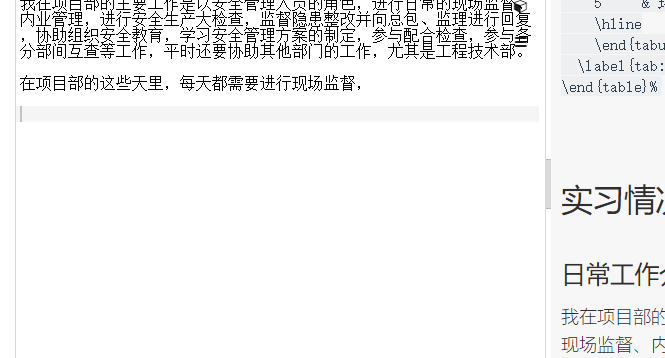 我在项目部的主要工作是以安全管理人员的角色，进行日常的现场监督
内业管理，进行安全生产大检查，监督隐患整改并向总包、监理进行回复
，协助组织安全教育，学习安全管理方案的制定，参与配合检查，参与各
分部间互查等工作，平时还要协助其他部门的工作，尤其是工程技术部。
在项目部的这些天里，每天都需要进行现场监督，
5 &
\hline
\end{tabu
\label{tab:
\end{table}%
实习情
日常工作
我在项目部的
现场监督、